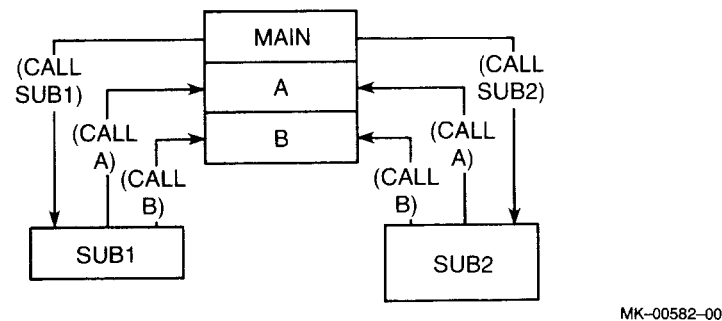 MAIN
(CALL
SUB1)
(CALL
SUB2)
A
(CALL
A)
(CALL
A)
B
(CALL
B)
(CALL
B)
SUB1
SUB2
MK–00582–00